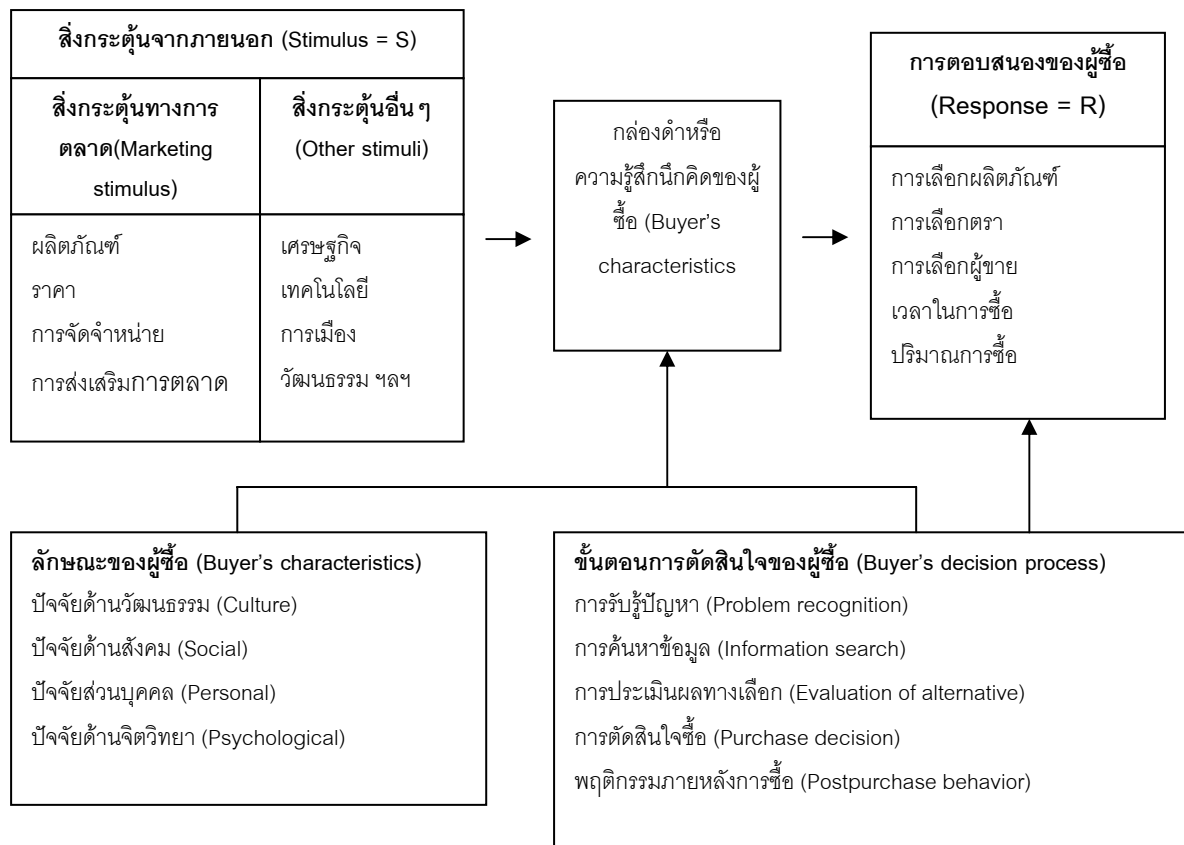 สิ่งกระตุ้นจากภายนอก (Stimulus = S)
สิ่งกระตุ้นทางการ
ตลาด(Marketing
stimulus)
สิ่งกระตุ้นอื่น ๆ
(Other stimuli)
ผลิตภัณฑ์
ราคา
การจัดจำหน่าย
การส่งเสริมการตลาด
เศรษฐกิจ
เทคโนโลยี
การเมือง
วัฒนธรรม ฯลฯ
กล่องดำหรือ
ความรู้สึกนึกคิดของผู้
ซื้อ (Buyer's
characteristics
การตอบสนองของผู้ซื้อ
(Response = R)
การเลือกผลิตภัณฑ์
การเลือกตรา
การเลือกผู้ขาย
เวลาในการซื้อ
ปริมาณการซื้อ
ลักษณะของผู้ซื้อ (Buyer's characteristics)
ปัจจัยด้านวัฒนธรรม (Culture)
ปัจจัยด้านสังคม (Social)
ปัจจัยส่วนบุคคล (Personal)
ปัจจัยด้านจิตวิทยา (Psychological)
ขั้นตอนการตัดสินใจของผู้ซื้อ (Buyer's decision process)
การรับรู้ปัญหา (Problem recognition)
การค้นหาข้อมูล (Information search)
การประเมินผลทางเลือก (Evaluation of alternative)
การตัดสินใจซื้อ (Purchase decision)
พฤติกรรมภายหลังการซื้อ (Postpurchase behavior)